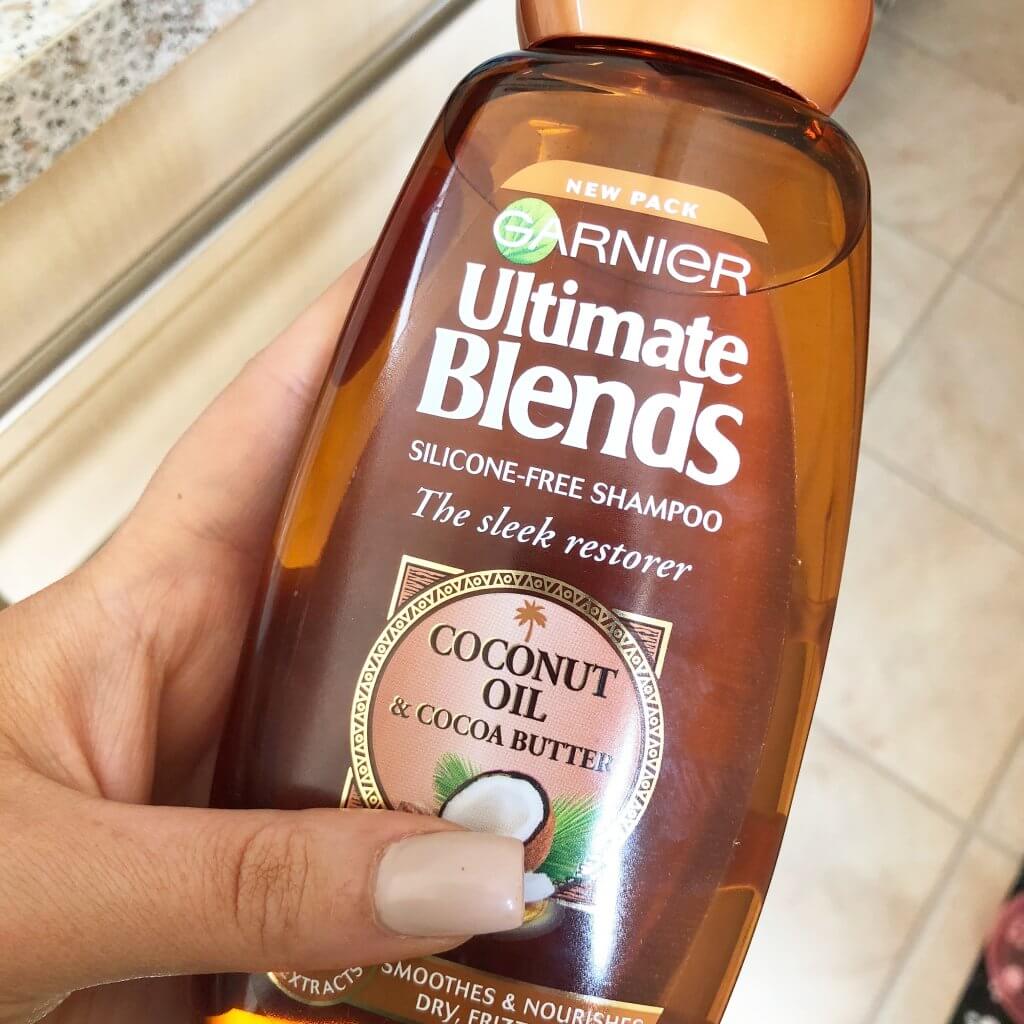 NEW PACK
GARNIER
Ultimate
Blends
SILICONE-FREE SHAMPOO
The sleek restorer
COCONUT
OIL
& COCOA BUTTER
EXTRACTS
SMOOTHES & NOURISHES
DRY,